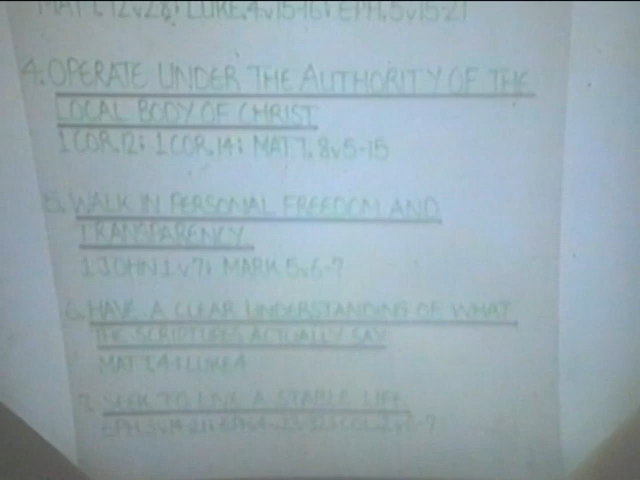 MATT.12v28; LUKE.4v15-16; EPH.5v15-21
4. OPERATE UNDER THE AUTHORITY OF THE
LOCAL BODY OF CHRIST
1 COR.12; 1 COR.14; MATT. 8v5-15
5. WALK IN PERSONAL FREEDOM AND
TRANSPARENCY
1 JOHN 1v7; MARK 5v6-7
6. HAVE A CLEAR UNDERSTANDING OF WHAT
THE SCRIPTURES ACTUALLY SAY
MATT.4; LUKE 4
7. SEEK TO LIVE A STABLE LIFE